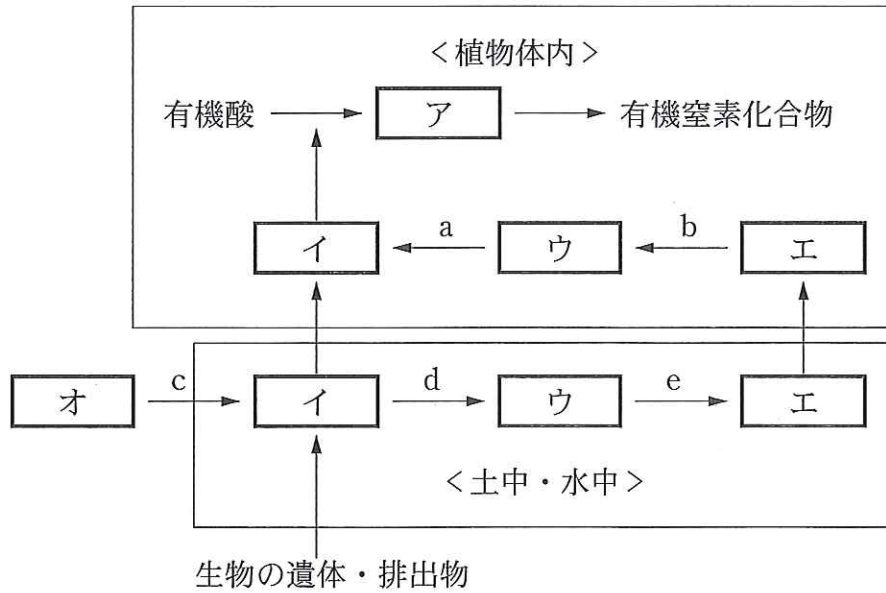 <植物体内>
有機酸 ア 有機窒素化合物
a b
イ ウ エ
c d e
オ イ ウ エ
<土中・水中>
生物の遺体・排出物